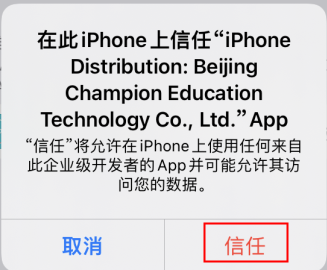 在此iPhone上信任“iPhone
Distribution: Beijing
Champion Education
Technology Co., Ltd.”App
“信任”将允许在iPhone上使用任何来自
此企业级开发者的App并可能允许其访
问您的数据。
取消
信任